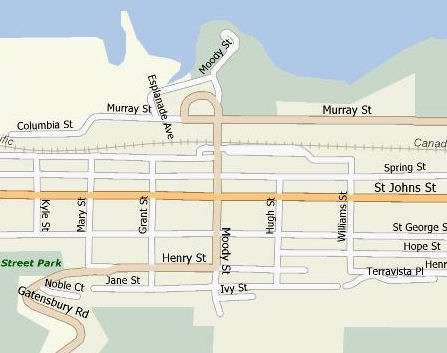 Moody St
Esplanade Ave
Murray St
Murray St
Columbia St
Canad
Spring St
St Johns St
Kyle St
Mary St
Grant St
Moody St
Hugh St
Williams St
St George S
Hope St
Henry St
Henr
Street Park
Terravista Pl
Noble Ct
Jane St
Ivy St
Gatensbury Rd